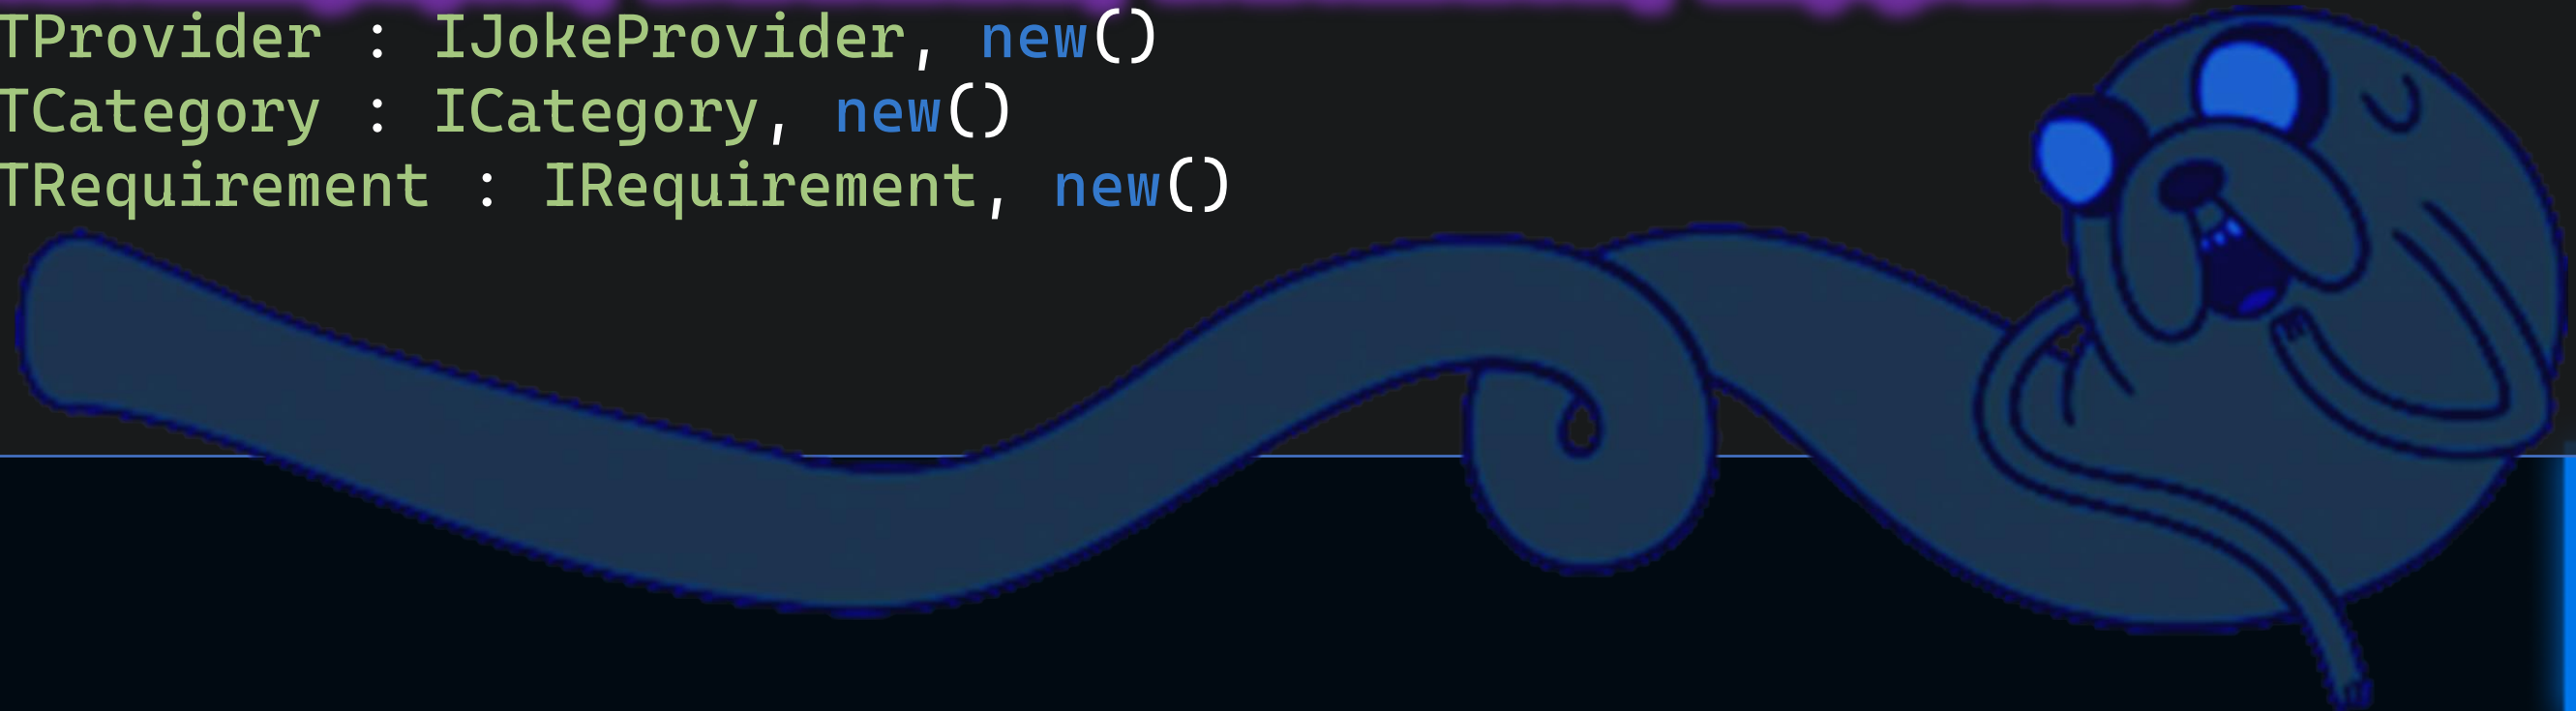 TProvider : IJokeProvider, new()
TCategory : ICategory, new()
TRequirement : IRequirement, new()